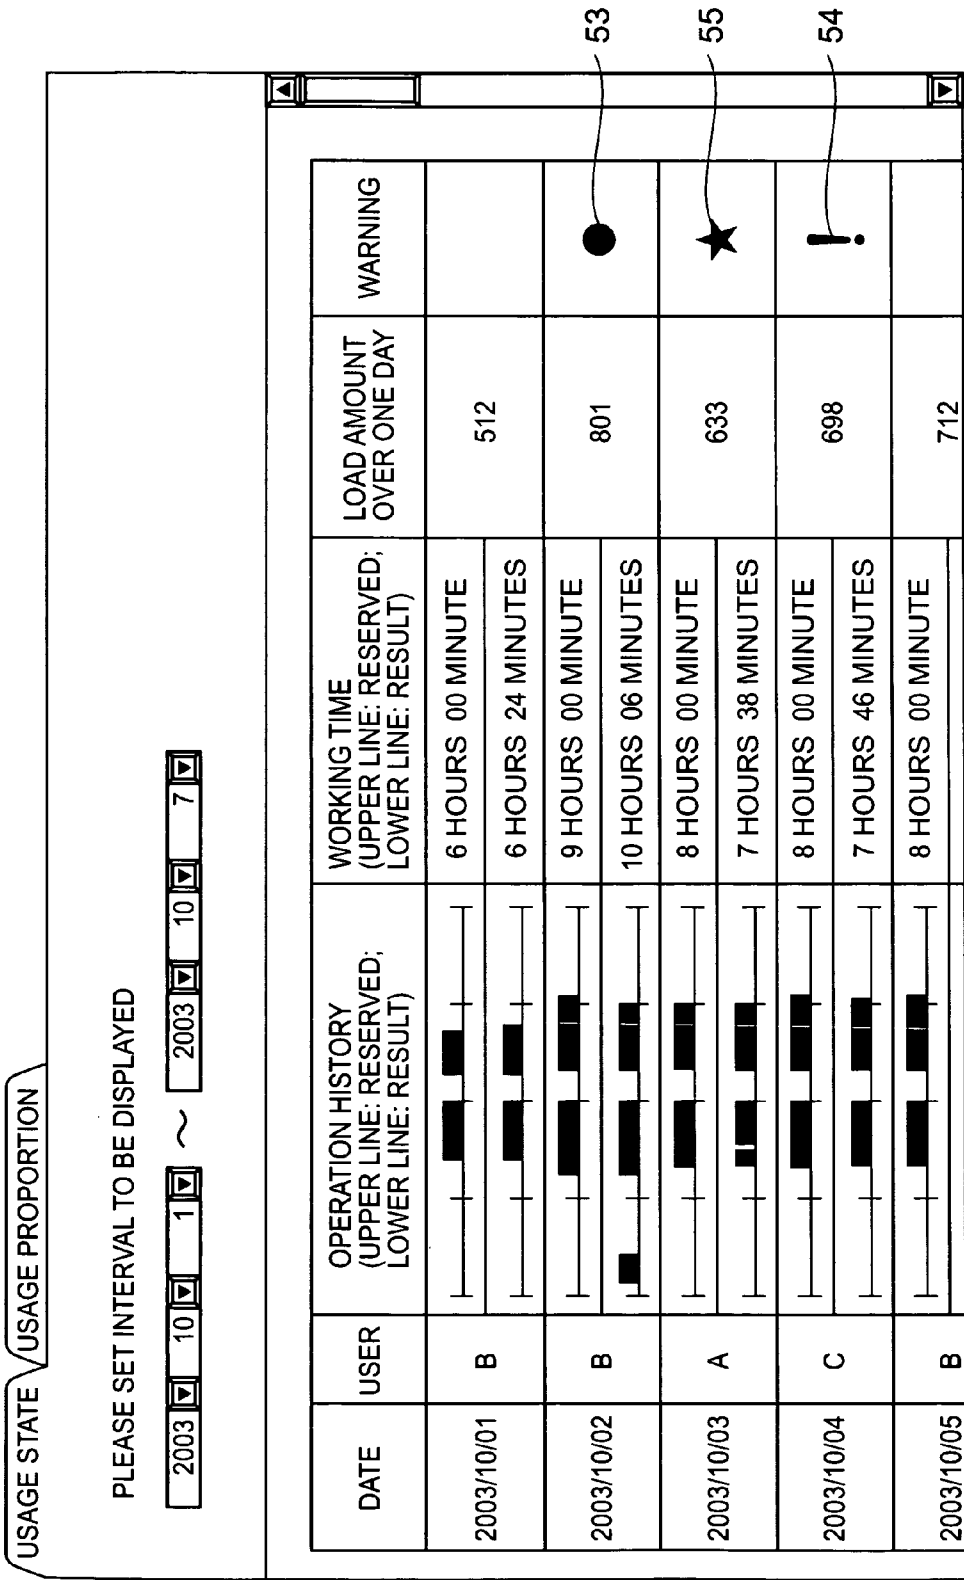 USAGE STATE USAGE PROPORTION
PLEASE SET INTERVAL TO BE DISPLAYED
2003 10 1 ~ 2003 10 7
DATE USER OPERATION HISTORY (UPPER LINE: RESERVED; LOWER LINE: RESULT) WORKING TIME (UPPER LINE: RESERVED; LOWER LINE: RESULT) LOAD AMOUNT OVER ONE DAY WARNING
2003/10/01 B 6 HOURS 00 MINUTE 512
6 HOURS 24 MINUTES
2003/10/02 B 9 HOURS 00 MINUTE 801 53
10 HOURS 06 MINUTES
2003/10/03 A 8 HOURS 00 MINUTE 633 55
7 HOURS 38 MINUTES
2003/10/04 C 8 HOURS 00 MINUTE 698 ! 54
7 HOURS 46 MINUTES
2003/10/05 B 8 HOURS 00 MINUTE 712